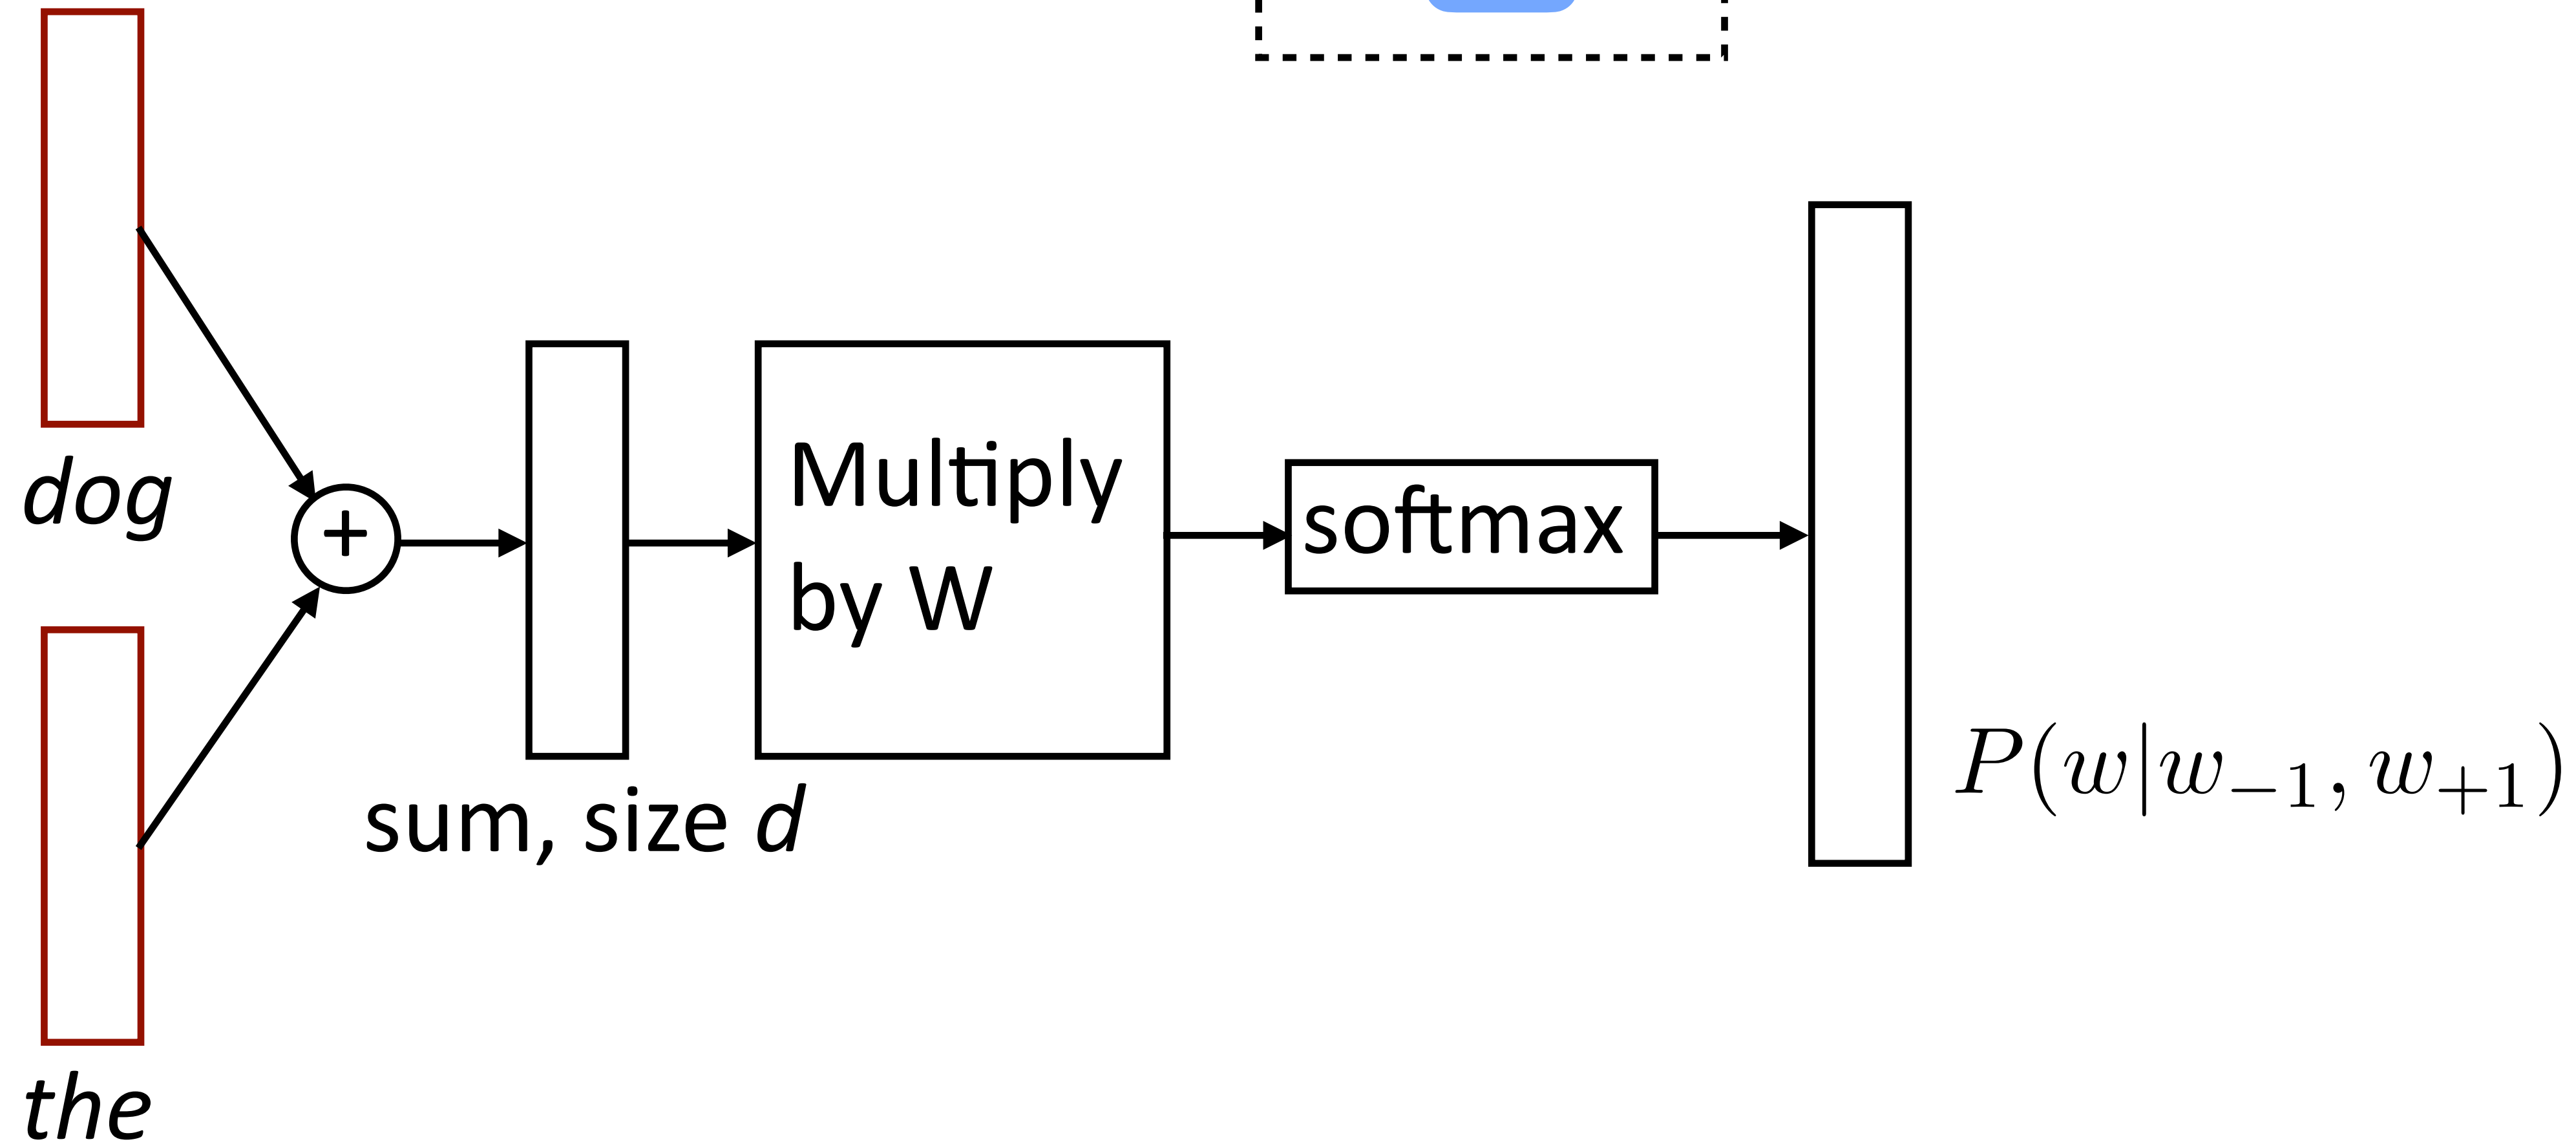 dog
+
Multiply
by W
softmax
sum, size d
P(w|w₋₁, w₊₁)
the